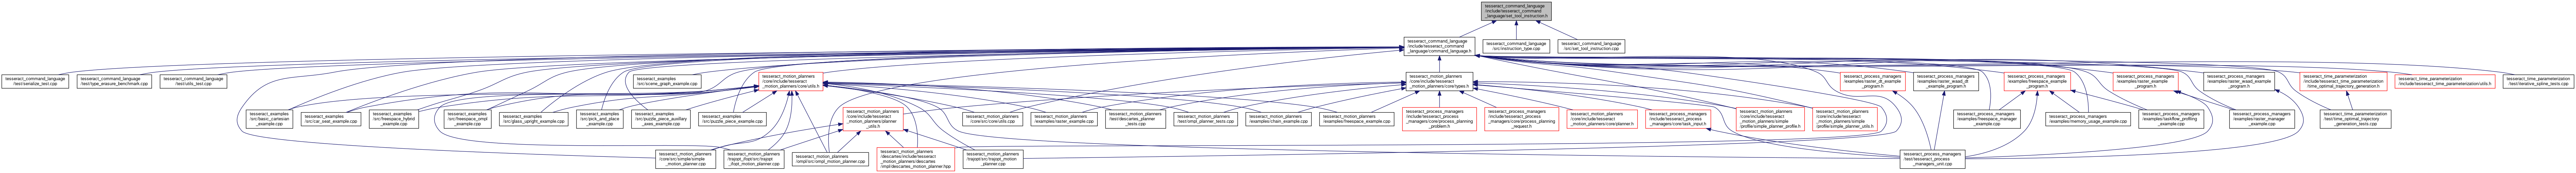 tesseract_command_language
/include/tesseract_command
_language/set_tool_instruction.h
tesseract_command_language
/include/tesseract_command
_language/command_language.h
tesseract_command_language
/src/instruction_type.cpp
tesseract_command_language
/src/set_tool_instruction.cpp
tesseract_command_language
/test/serialize_test.cpp
tesseract_command_language
/test/type_erasure_benchmark.cpp
tesseract_command_language
/test/utils_test.cpp
tesseract_examples
/src/scene_graph_example.cpp
tesseract_motion_planners
/core/include/tesseract
_motion_planners/core/utils.h
tesseract_motion_planners
/core/include/tesseract
_motion_planners/core/types.h
tesseract_process_managers
/examples/raster_dt_example
_program.h
tesseract_process_managers
/examples/raster_waad_dt
_example_program.h
tesseract_process_managers
/examples/freespace_example
_program.h
tesseract_process_managers
/examples/raster_example
_program.h
tesseract_process_managers
/examples/raster_waad_example
_program.h
tesseract_time_parameterization
/include/tesseract_time_parameterization
/time_optimal_trajectory_generation.h
tesseract_time_parameterization
/include/tesseract_time_parameterization/utils.h
tesseract_time_parameterization
/test/iterative_spline_tests.cpp
tesseract_examples
/src/basic_cartesian
_example.cpp
tesseract_examples
/src/car_seat_example.cpp
tesseract_examples
/src/freespace_hybrid
_example.cpp
tesseract_examples
/src/freespace_ompl
_example.cpp
tesseract_examples
/src/glass_upright_example.cpp
tesseract_examples
/src/pick_and_place
_example.cpp
tesseract_examples
/src/puzzle_piece_auxillary
_axes_example.cpp
tesseract_examples
/src/puzzle_piece_example.cpp
tesseract_motion_planners
/core/include/tesseract
_motion_planners/planner
_utils.h
tesseract_motion_planners
/core/src/core/utils.cpp
tesseract_motion_planners
/examples/raster_example.cpp
tesseract_motion_planners
/test/descartes_planner
_tests.cpp
tesseract_motion_planners
/test/ompl_planner_tests.cpp
tesseract_motion_planners
/examples/chain_example.cpp
tesseract_motion_planners
/examples/freespace_example.cpp
tesseract_process_managers
/include/tesseract_process
_managers/core/process_planning
_problem.h
tesseract_process_managers
/include/tesseract_process
_managers/core/process_planning
_request.h
tesseract_motion_planners
/core/include/tesseract
_motion_planners/core/planner.h
tesseract_process_managers
/include/tesseract_process
_managers/core/task_input.h
tesseract_motion_planners
/core/include/tesseract
_motion_planners/simple
/profile/simple_planner_profile.h
tesseract_motion_planners
/core/include/tesseract
_motion_planners/simple
/profile/simple_planner_utils.h
tesseract_process_managers
/examples/freespace_manager
_example.cpp
tesseract_process_managers
/examples/memory_usage_example.cpp
tesseract_process_managers
/examples/taskflow_profiling
_example.cpp
tesseract_process_managers
/examples/raster_manager
_example.cpp
tesseract_time_parameterization
/test/time_optimal_trajectory
_generation_tests.cpp
tesseract_motion_planners
/core/src/simple/simple
_motion_planner.cpp
tesseract_motion_planners
/trajopt_ifopt/src/trajopt
_ifopt_motion_planner.cpp
tesseract_motion_planners
/ompl/src/ompl_motion_planner.cpp
tesseract_motion_planners
/descartes/include/tesseract
_motion_planners/descartes
/impl/descartes_motion_planner.hpp
tesseract_motion_planners
/trajopt/src/trajopt_motion
_planner.cpp
tesseract_process_managers
/test/tesseract_process
_managers_unit.cpp